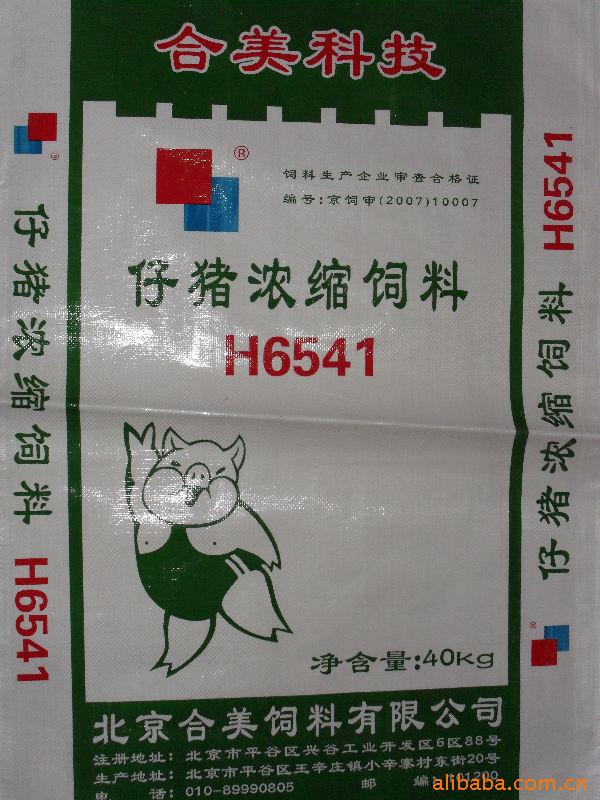 合美科技
®
饲料生产企业审查合格证
编号:京饲审(2007)10007
仔猪浓缩饲料
H6541
净含量:40Kg
北京合美饲料有限公司
注册地址:北京市平谷区兴谷工业开发区6区88号
生产地址:北京市平谷区王辛庄镇小辛寨村东街20号
电 话:010-89990805 邮 编:101200
®
仔猪浓缩饲料 H6541
仔猪浓缩饲料 H6541
®
alibaba.com.cn